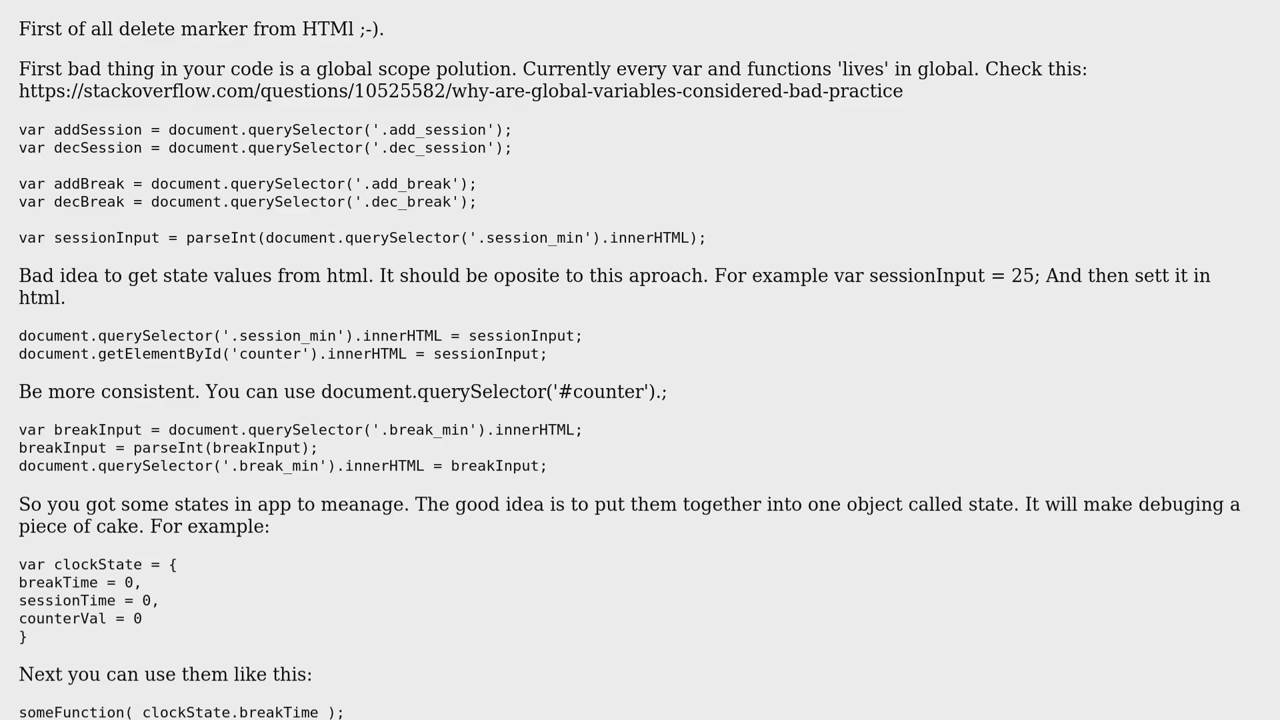 First of all delete marker from HTMl ;-).
First bad thing in your code is a global scope polution. Currently every var and functions 'lives' in global. Check this:
https://stackoverflow.com/questions/10525582/why-are-global-variables-considered-bad-practice
var addSession = document.querySelector('.add_session');
var decSession = document.querySelector('.dec_session');
var addBreak = document.querySelector('.add_break');
var decBreak = document.querySelector('.dec_break');
var sessionInput = parseInt(document.querySelector('.session_min').innerHTML);
Bad idea to get state values from html. It should be oposite to this aproach. For example var sessionInput = 25; And then sett it in
html.
document.querySelector('.session_min').innerHTML = sessionInput;
document.getElementById('counter').innerHTML = sessionInput;
Be more consistent. You can use document.querySelector('#counter').;
var breakInput = document.querySelector('.break_min').innerHTML;
breakInput = parseInt(breakInput);
document.querySelector('.break_min').innerHTML = breakInput;
So you got some states in app to meanage. The good idea is to put them together into one object called state. It will make debuging a
piece of cake. For example:
var clockState = {
breakTime = 0,
sessionTime = 0,
counterVal = 0
}
Next you can use them like this:
someFunction( clockState.breakTime );